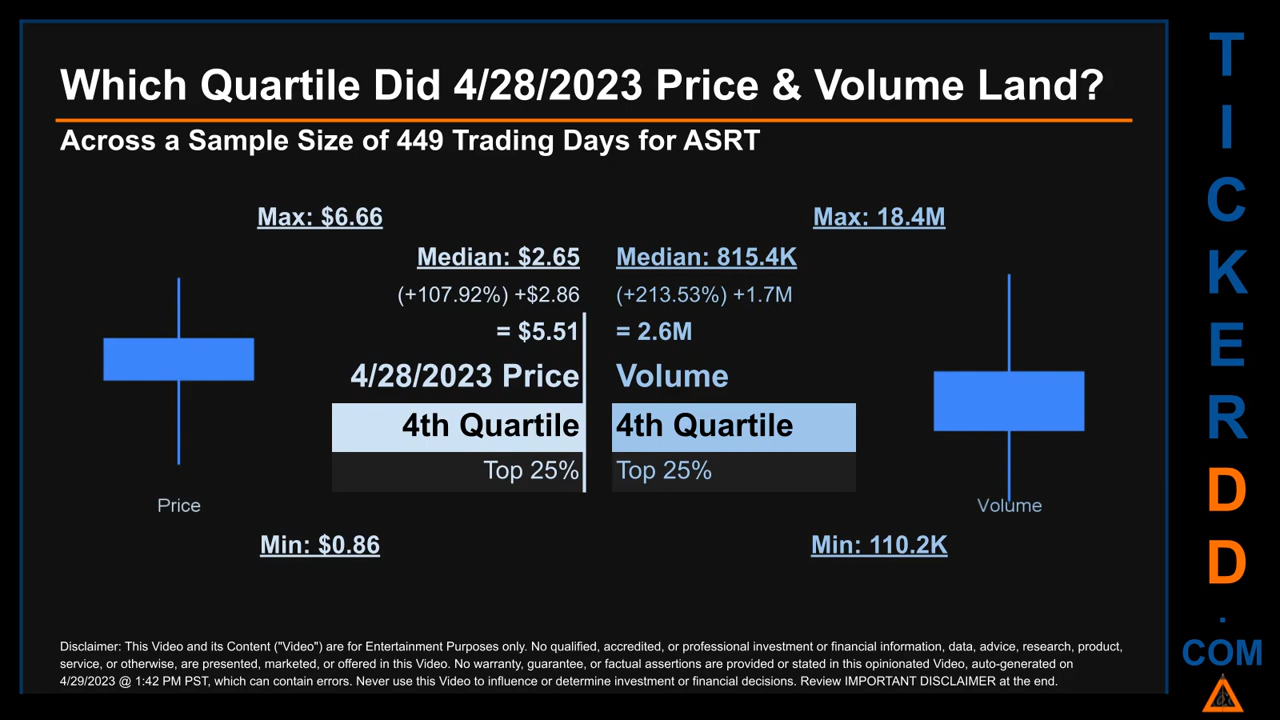 Which Quartile Did 4/28/2023 Price & Volume Land?
Across a Sample Size of 449 Trading Days for ASRT
Max: $6.66
Max: 18.4M
Median: $2.65
Median: 815.4K
(+107.92%) +$2.86
(+213.53%) +1.7M
= $5.51
= 2.6M
4/28/2023 Price
Volume
4th Quartile
4th Quartile
Top 25%
Top 25%
Price
Volume
Min: $0.86
Min: 110.2K
Disclaimer: This Video and its Content ("Video") are for Entertainment Purposes only. No qualified, accredited, or professional investment or financial information, data, advice, research, product,
service, or otherwise, are presented, marketed, or offered in this Video. No warranty, guarantee, or factual assertions are provided or stated in this opinionated Video, auto-generated on
4/29/2023 @ 1:42 PM PST, which can contain errors. Never use this Video to influence or determine investment or financial decisions. Review IMPORTANT DISCLAIMER at the end.
T
I
C
K
E
R
D
D
.
COM